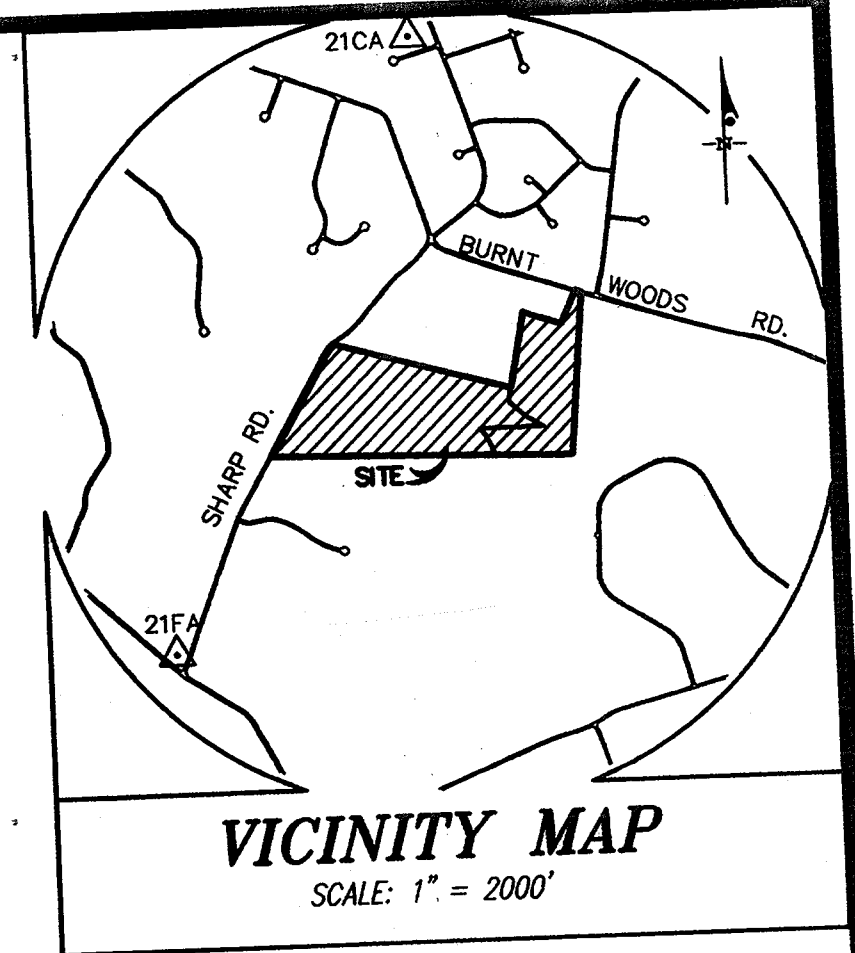 21CA
N
BURNT WOODS RD.
SHARP RD.
SITE
21FA
VICINITY MAP
SCALE: 1" = 2000'